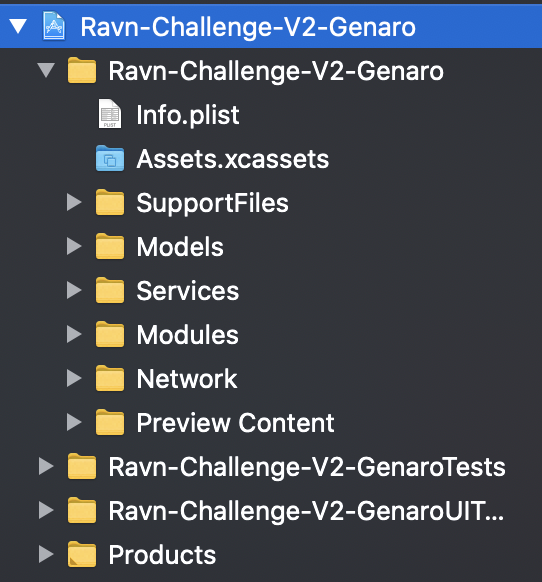 Ravn-Challenge-V2-Genaro
Ravn-Challenge-V2-Genaro
Info.plist
Assets.xcassets
SupportFiles
Models
Services
Modules
Network
Preview Content
Ravn-Challenge-V2-GenaroTests
Ravn-Challenge-V2-GenaroUIT...
Products